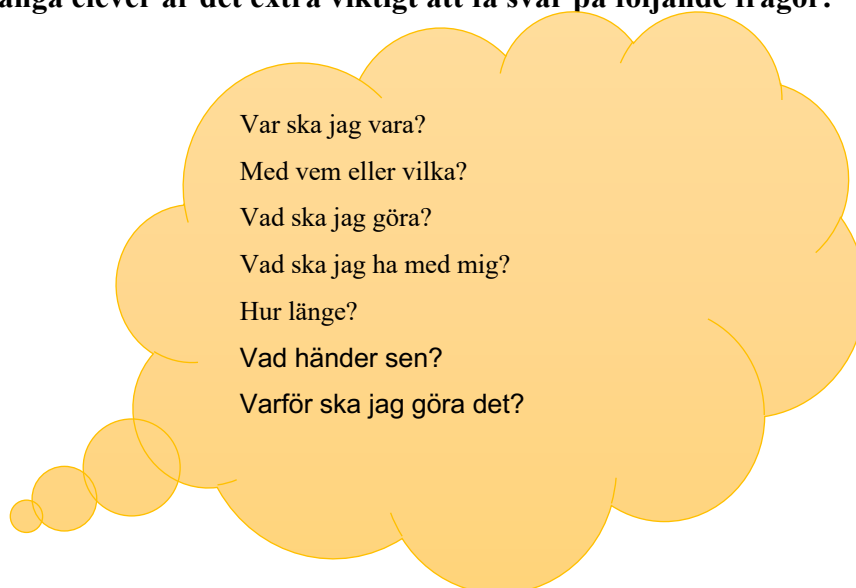 många elever är det extra viktigt att få svar på följande frågor?
Var ska jag vara?
Med vem eller vilka?
Vad ska jag göra?
Vad ska jag ha med mig?
Hur länge?
Vad händer sen?
Varför ska jag göra det?